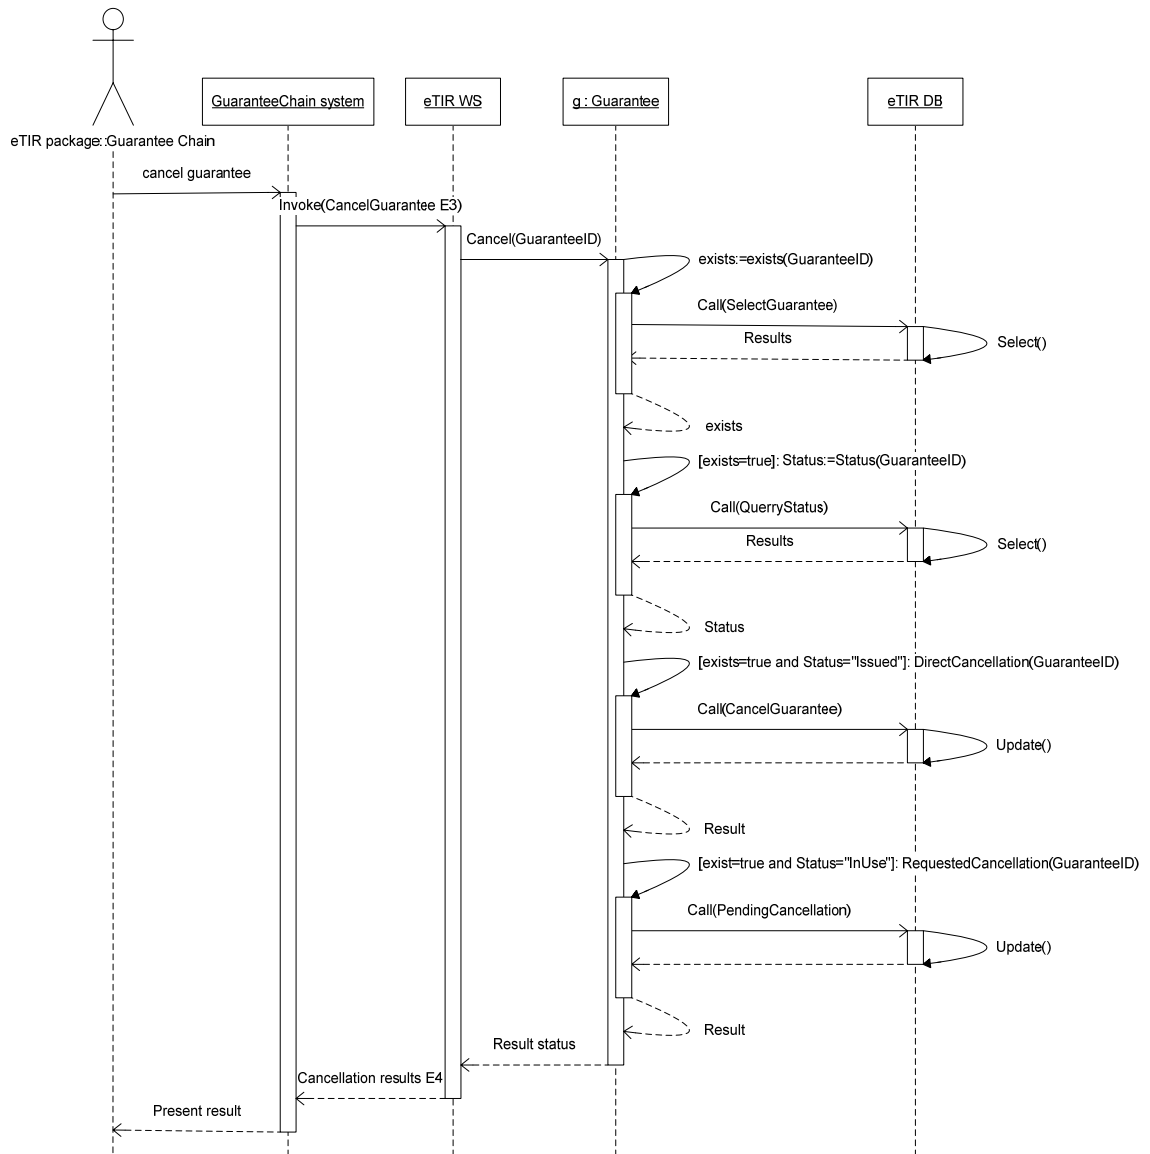 GuaranteeChain system
eTIR WS
g : Guarantee
eTIR DB
eTIR package::Guarantee Chain
cancel guarantee
Invoke(CancelGuarantee E3)
Cancel(GuaranteeID)
exists:=exists(GuaranteeID)
Call(SelectGuarantee)
Results
Select()
exists
[exists=true]: Status:=Status(GuaranteeID)
Call(QuerryStatus)
Results
Select()
Status
[exists=true and Status="Issued"]: DirectCancellation(GuaranteeID)
Call(CancelGuarantee)
Update()
Result
[exist=true and Status="InUse"]: RequestedCancellation(GuaranteeID)
Call(PendingCancellation)
Update()
Result
Result status
Cancellation results E4
Present result